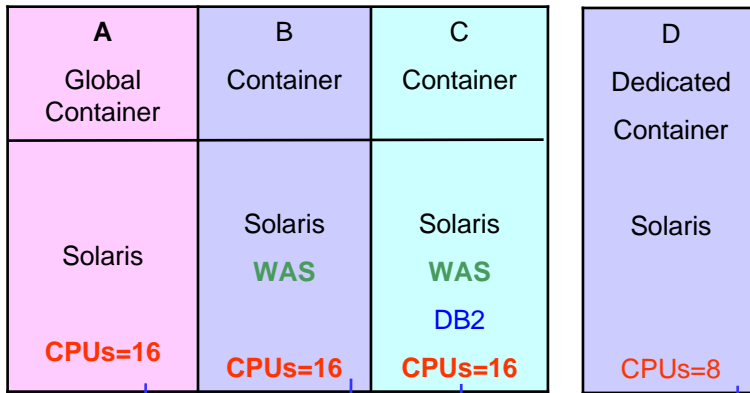 A
Global
Container
Solaris
CPUs=16
B
Container
Solaris
WAS
CPUs=16
C
Container
Solaris
WAS
DB2
CPUs=16
D
Dedicated
Container
Solaris
CPUs=8